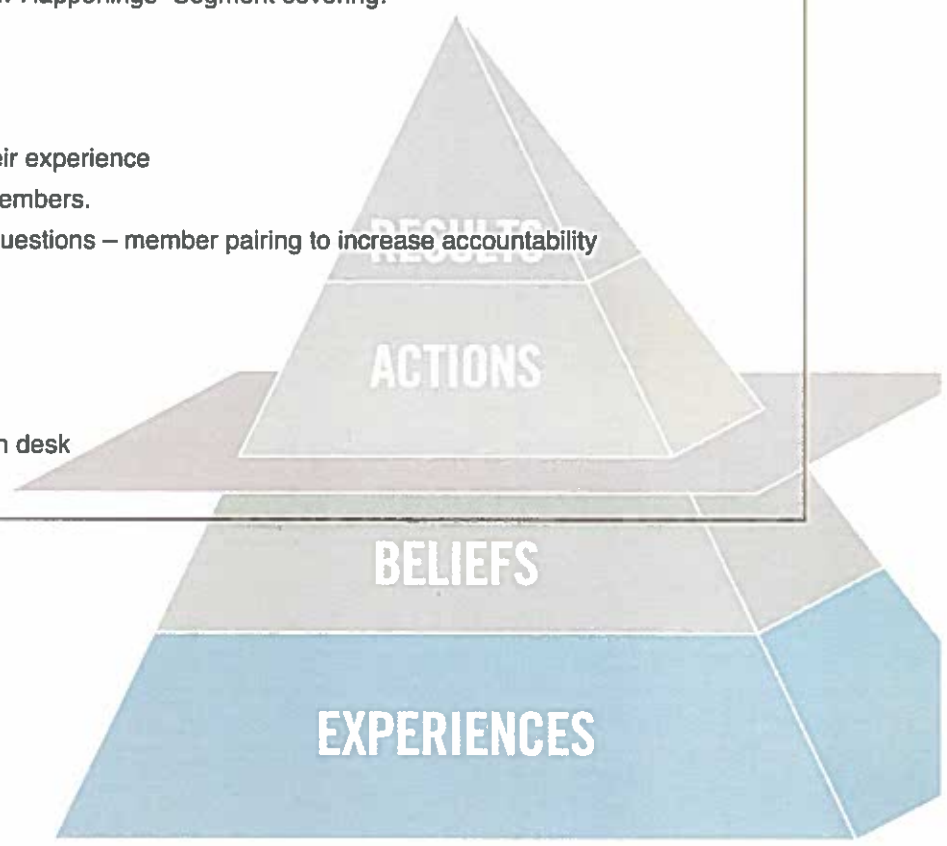 Happenings" Segment covering:
eir experience
embers.
uestions – member pairing to increase accountability
RESULTS
ACTIONS
n desk
BELIEFS
EXPERIENCES